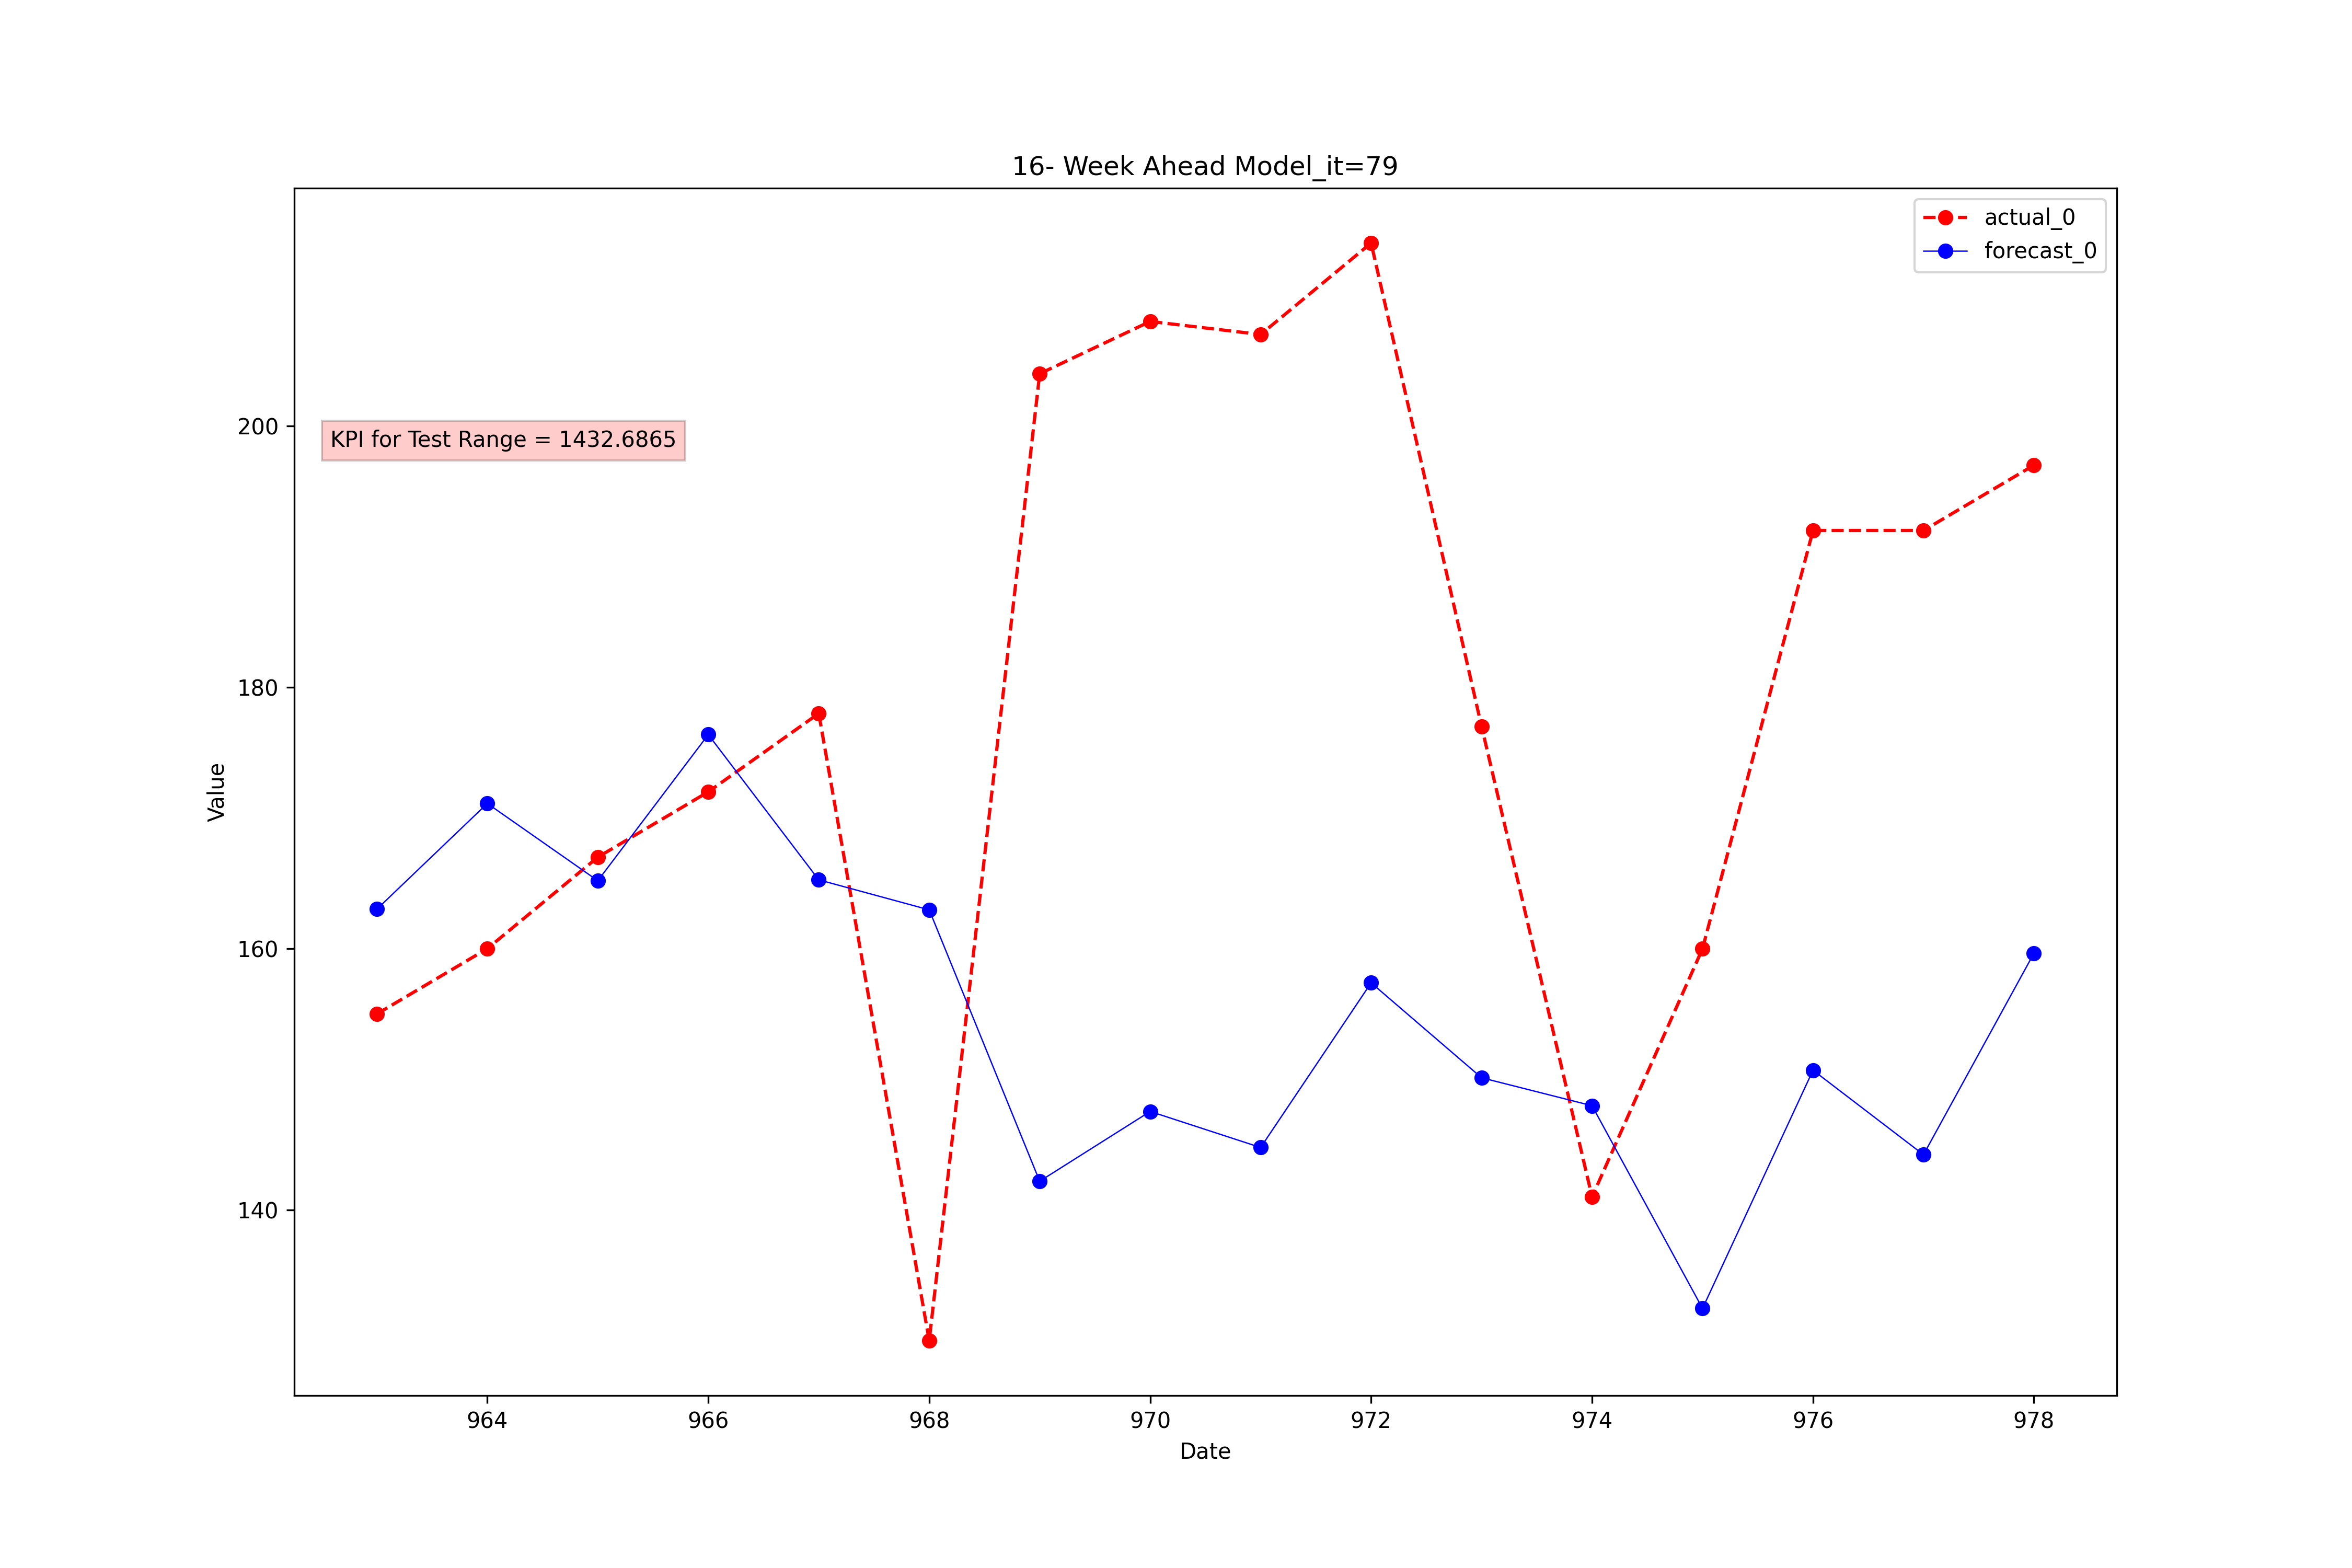 16- Week Ahead Model_it=79
actual_0
forecast_0
KPI for Test Range = 1432.6865
200
180
160
140
Value
964 966 968 970 972 974 976 978
Date